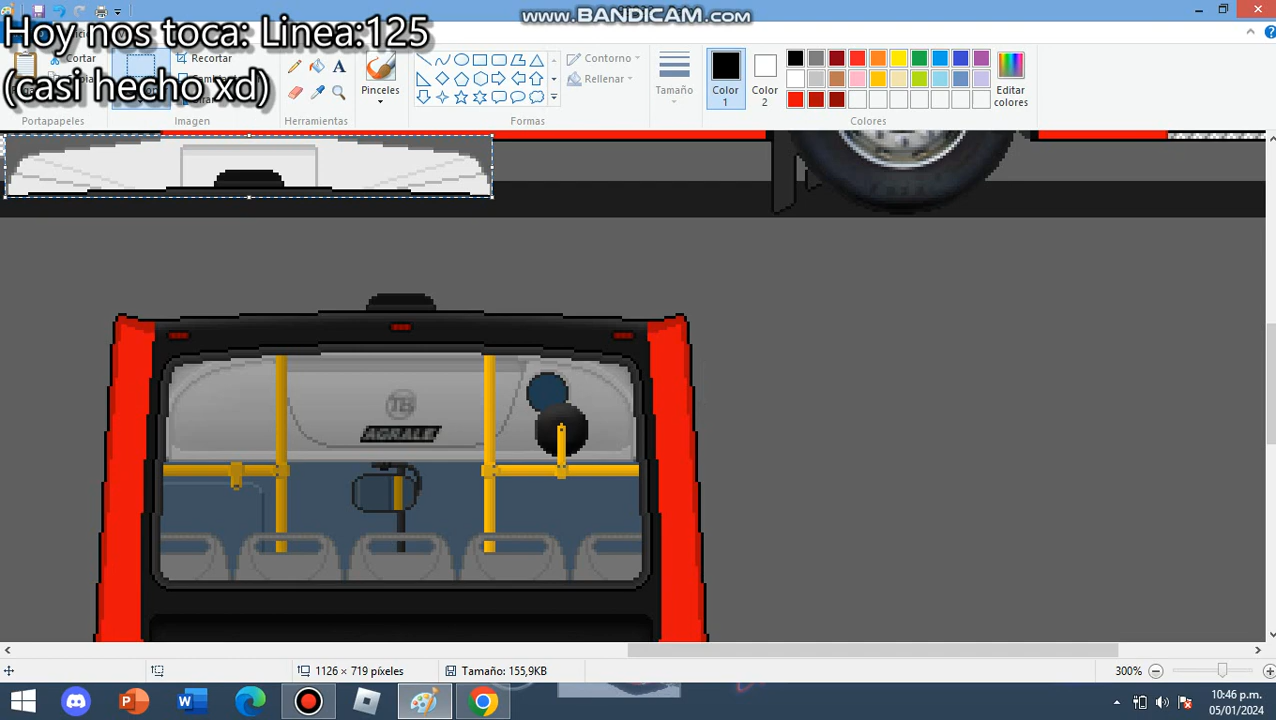 www.BANDICAM.com
Hoy nos toca: Linea:125
(casi hecho xd)
Cortar
Recortar
Pinceles
Contorno
Rellenar
Tamaño
Color 1
Color 2
Editar colores
Portapapeles
Imagen
Herramientas
Formas
Colores
TB
AGRALE
1126 × 719 píxeles
Tamaño: 155,9KB
300%
10:46 p.m.
05/01/2024